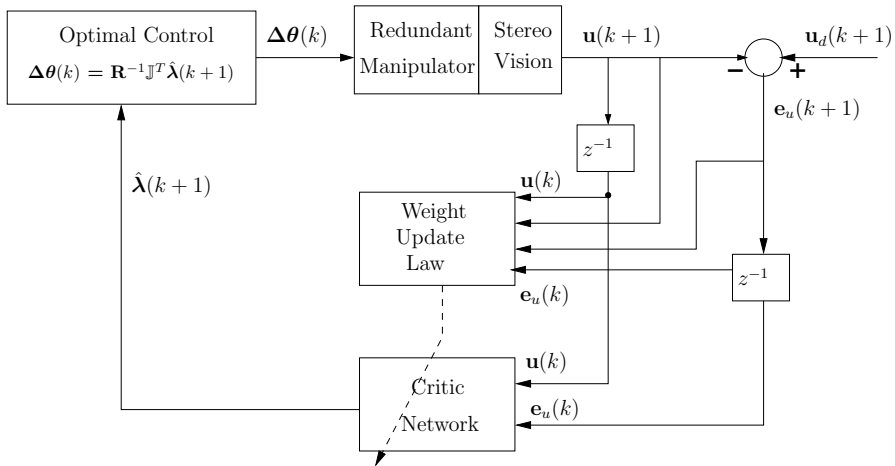 Optimal Control
Δθ(k) = R⁻¹𝕁ᵀλ̂(k+1)
Δθ(k)
Redundant
Manipulator
Stereo
Vision
u(k+1)
u_d(k+1)
−
+
e_u(k+1)
z⁻¹
λ̂(k+1)
u(k)
Weight
Update
Law
z⁻¹
e_u(k)
u(k)
Critic
Network
e_u(k)